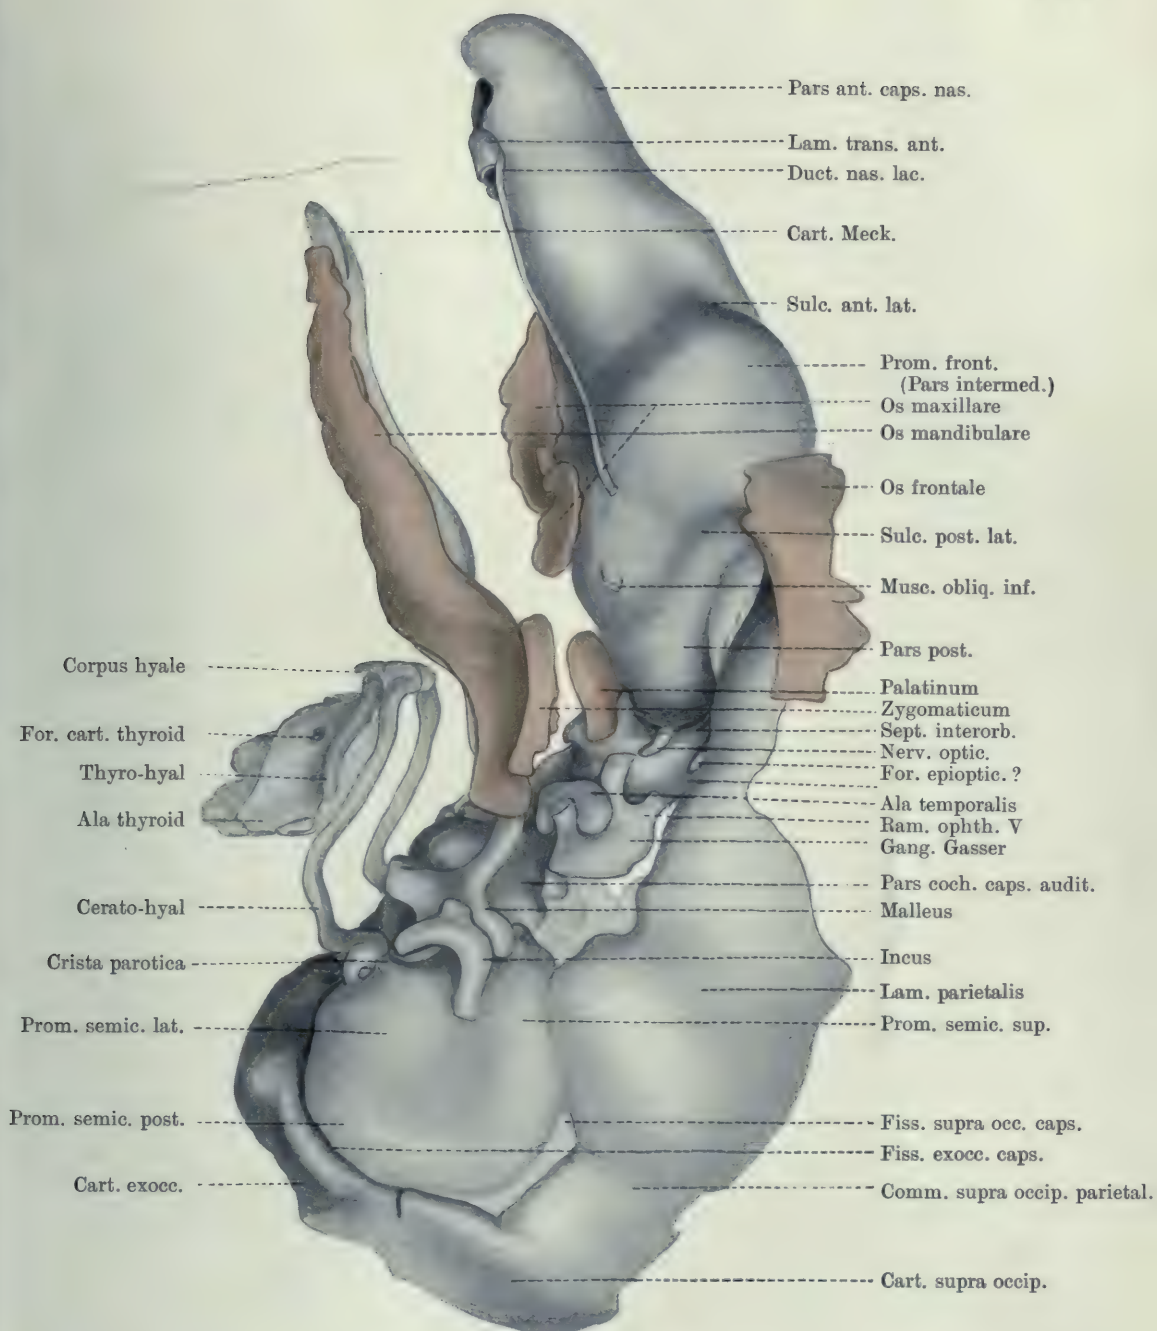 Pars ant. caps. nas.
Lam. trans. ant.
Duct. nas. lac.
Cart. Meck.
Sulc. ant. lat.
Prom. front.
(Pars intermed.)
Os maxillare
Os mandibulare
Os frontale
Sulc. post. lat.
Musc. obliq. inf.
Pars post.
Palatinum
Zygomaticum
Sept. interorb.
Nerv. optic.
For. epioptic. ?
Ala temporalis
Ram. ophth. V
Gang. Gasser
Pars coch. caps. audit.
Malleus
Incus
Lam. parietalis
Prom. semic. sup.
Fiss. supra occ. caps.
Fiss. exocc. caps.
Comm. supra occip. parietal.
Cart. supra occip.
Corpus hyale
For. cart. thyroid
Thyro-hyal
Ala thyroid
Cerato-hyal
Crista parotica
Prom. semic. lat.
Prom. semic. post.
Cart. exocc.